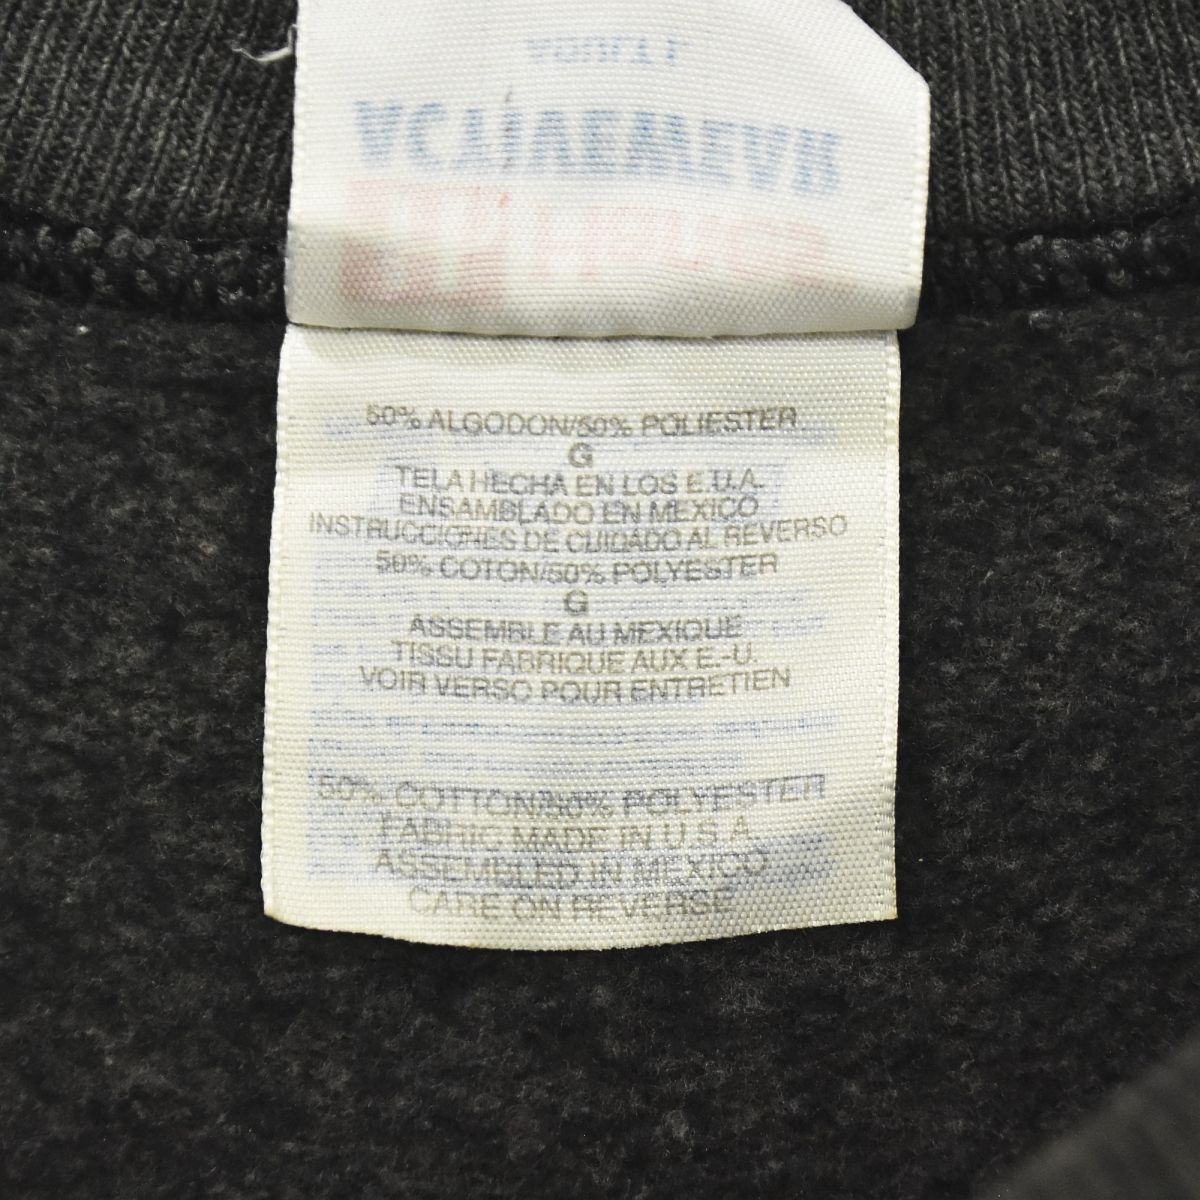 50% ALGODON/50% POLIESTER
G
TELA HECHA EN LOS E.U.A.
ENSAMBLADO EN MEXICO
INSTRUCCIONES DE CUIDADO AL REVERSO
50% COTON/50% POLYESTER
G
ASSEMBLE AU MEXIQUE
TISSU FABRIQUE AUX E.-U.
VOIR VERSO POUR ENTRETIEN
50% COTTON/50% POLYESTER
FABRIC MADE IN U.S.A.
ASSEMBLED IN MEXICO
CARE ON REVERSE